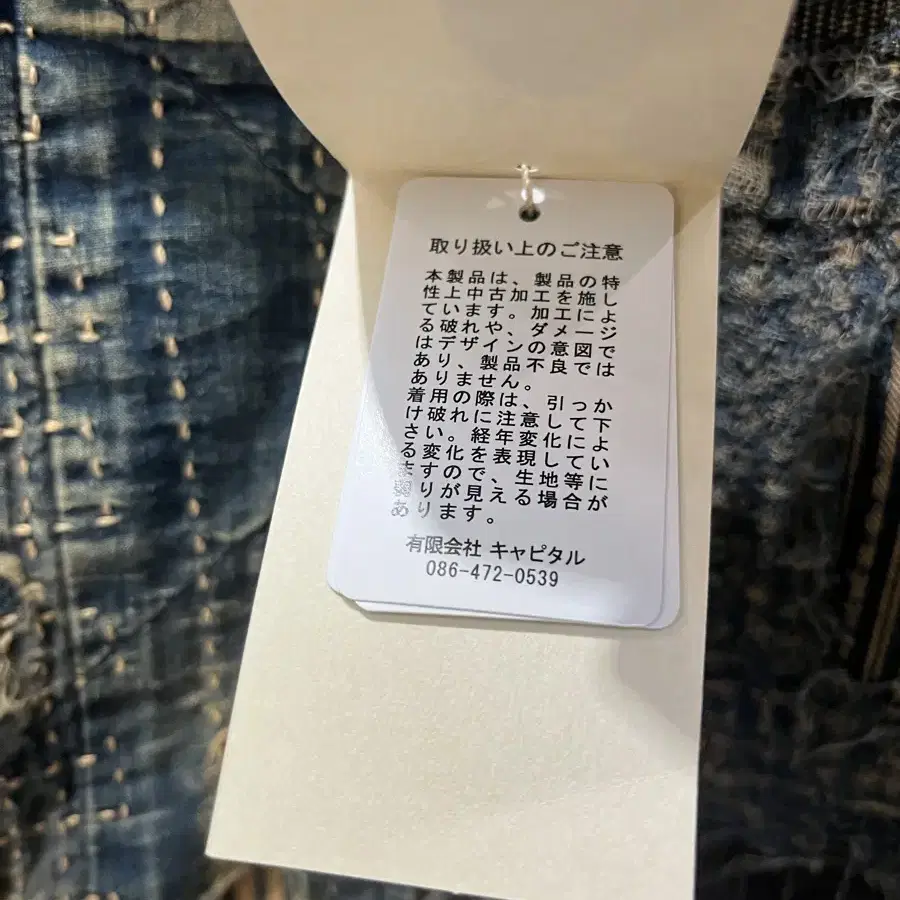 取り扱い上のご注意
本製品は、製品の特
性上中古加工を施し
ています。加工によ
る破れや、ダメージ
はデザインの意図で
あり、製品不良では
ありません。
着用の際は、引っか
け破れに注意して下
さい。経年変化によ
る変化を表現してい
ますので、生地等に
弱りが見える場合が
あります。
有限会社 キャピタル
086-472-0539